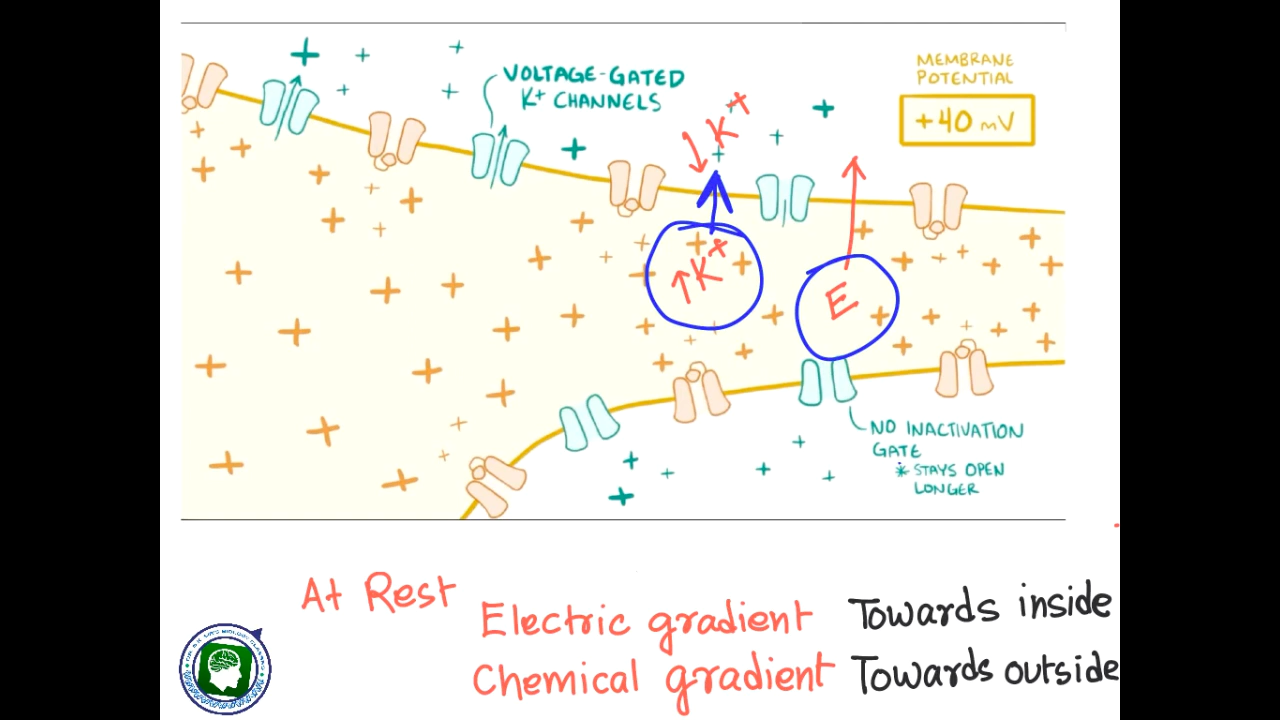 VOLTAGE-GATED
K+ CHANNELS
MEMBRANE
POTENTIAL
+40 mV
↓K+
↑K+
E
NO INACTIVATION
GATE
* STAYS OPEN
LONGER
At Rest
Electric gradient Towards inside
Chemical gradient Towards outside